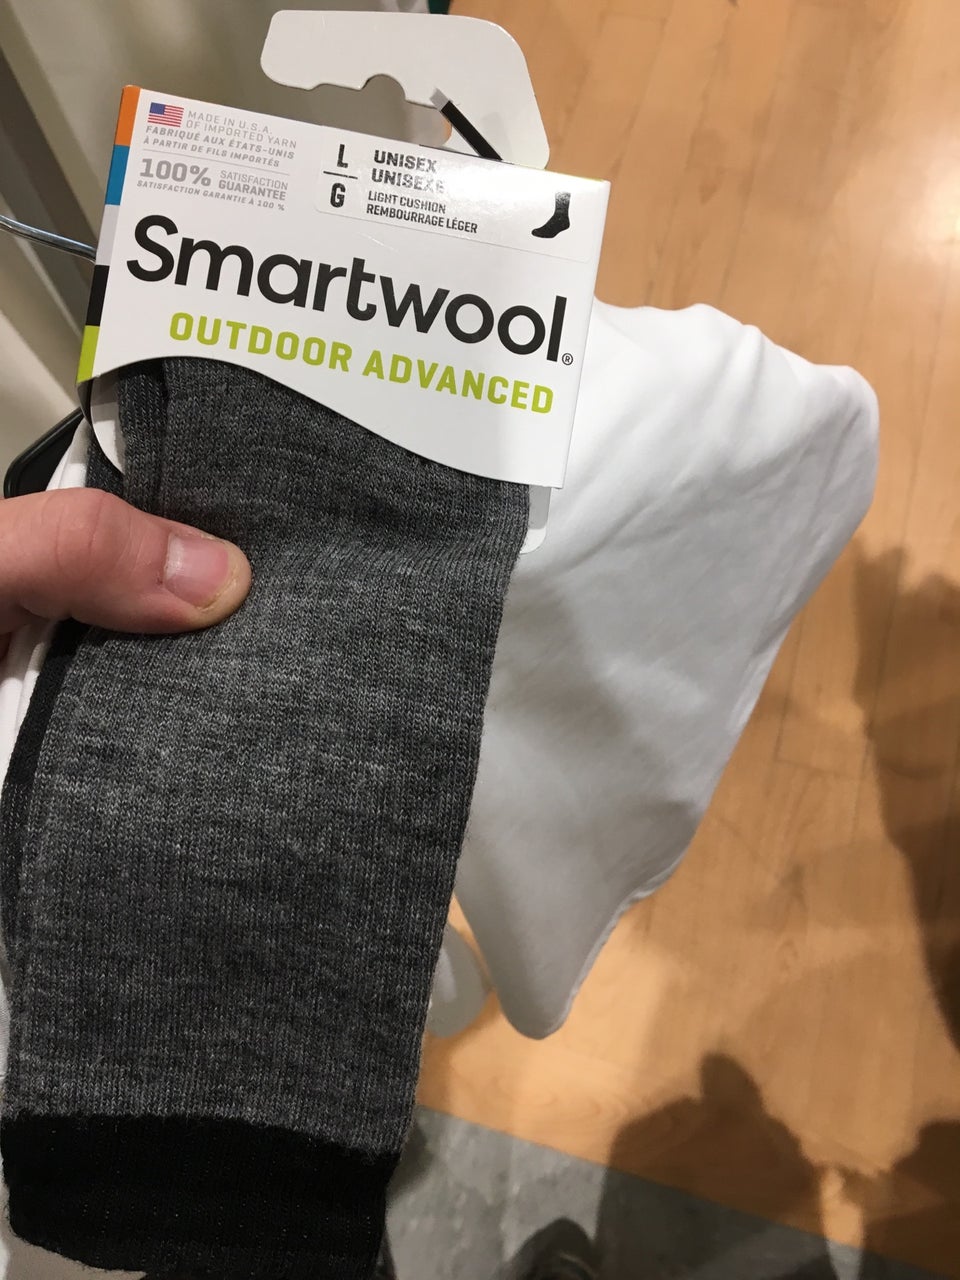 MADE IN U.S.A.
OF IMPORTED YARN
FABRIQUÉ AUX ÉTATS-UNIS
À PARTIR DE FILS IMPORTÉS
100% SATISFACTION
GUARANTEE
SATISFACTION GARANTIE À 100 %
L
G
UNISEX
UNISEXE
LIGHT CUSHION
REMBOURRAGE LÉGER
Smartwool®
OUTDOOR ADVANCED